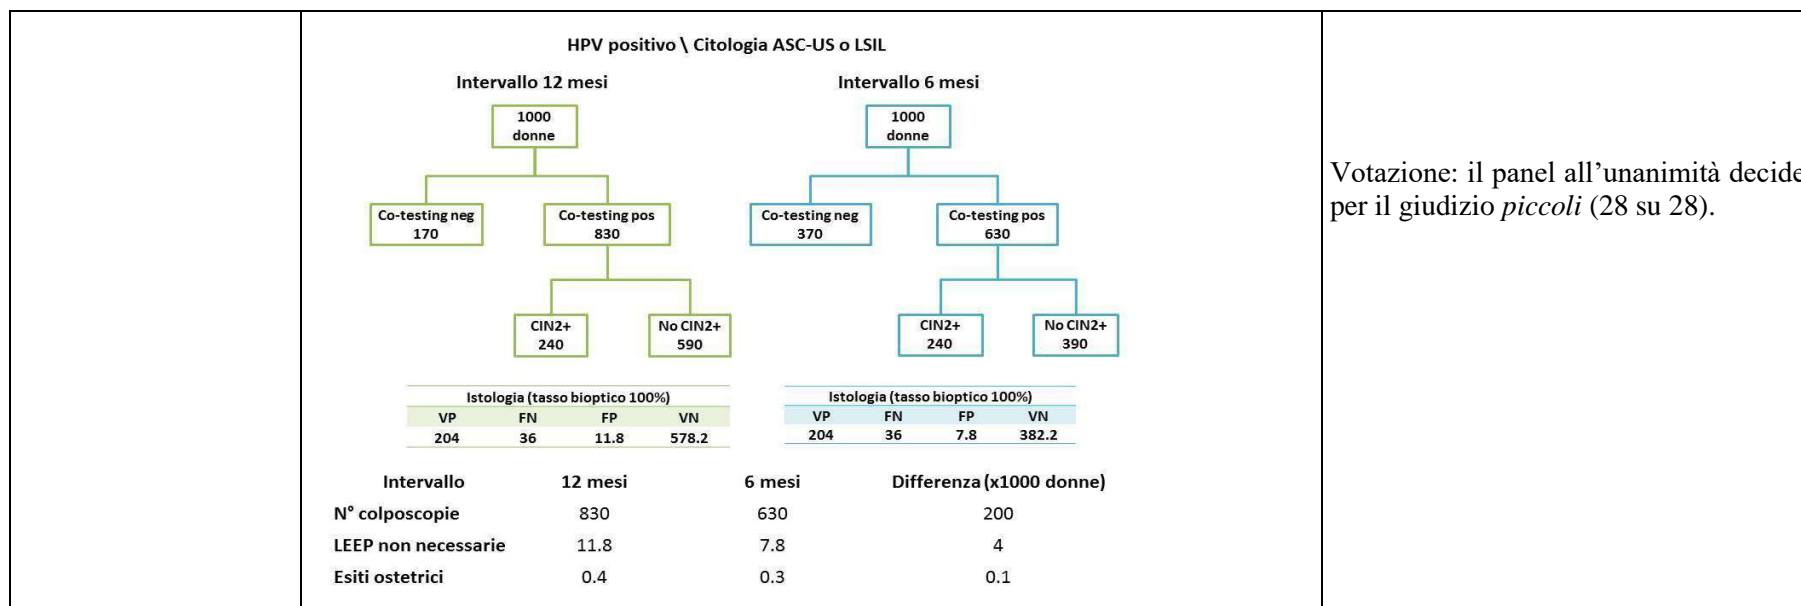 HPV positivo \ Citologia ASC-US o LSIL
Intervallo 12 mesi
1000
donne
Co-testing neg
170
Co-testing pos
830
CIN2+
240
No CIN2+
590
Istologia (tasso bioptico 100%)
VP FN FP VN
204 36 11.8 578.2
Intervallo 6 mesi
1000
donne
Co-testing neg
370
Co-testing pos
630
CIN2+
240
No CIN2+
390
Istologia (tasso bioptico 100%)
VP FN FP VN
204 36 7.8 382.2
Intervallo 12 mesi 6 mesi Differenza (x1000 donne)
N° colposcopie 830 630 200
LEEP non necessarie 11.8 7.8 4
Esiti ostetrici 0.4 0.3 0.1
Votazione: il panel all’unanimità decide
per il giudizio piccoli (28 su 28).